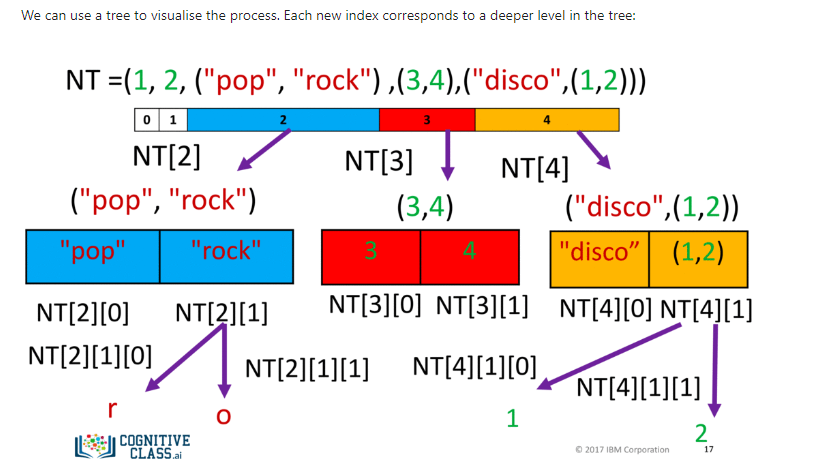 We can use a tree to visualise the process. Each new index corresponds to a deeper level in the tree:
NT =(1, 2, ("pop", "rock") ,(3,4),("disco",(1,2)))
0 1 2 3 4
NT[2] NT[3] NT[4]
("pop", "rock") (3,4) ("disco",(1,2))
"pop" "rock" 3 4 "disco” (1,2)
NT[2][0] NT[2][1] NT[3][0] NT[3][1] NT[4][0] NT[4][1]
NT[2][1][0] NT[2][1][1] NT[4][1][0] NT[4][1][1]
r o 1 2
COGNITIVE
CLASS.ai
© 2017 IBM Corporation 17